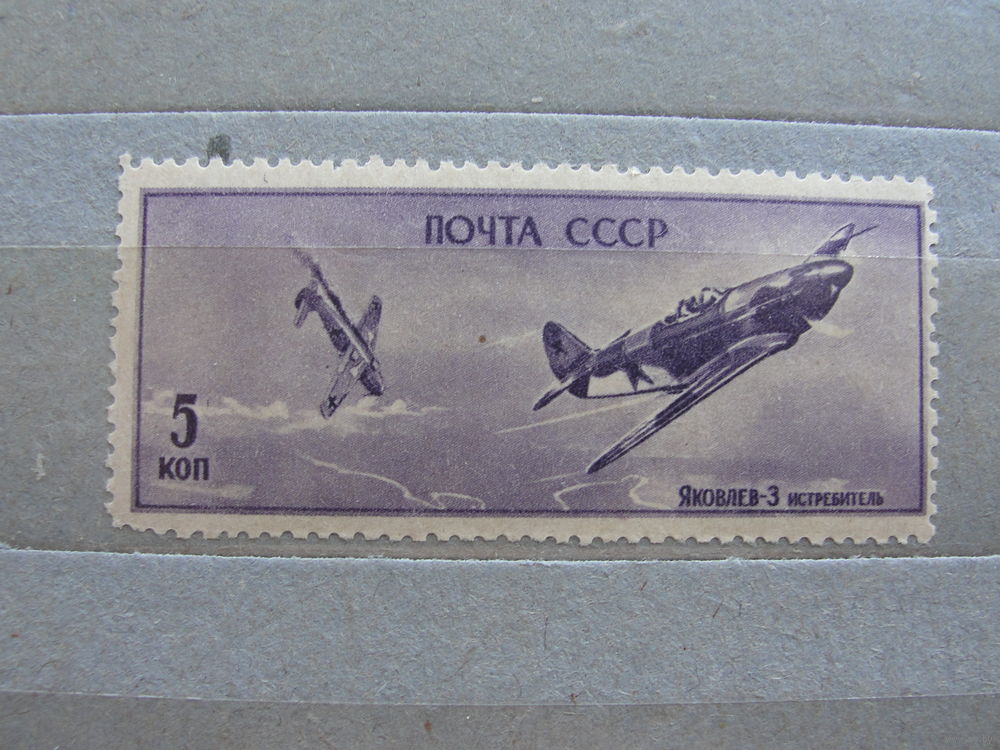 ПОЧТА СССР
5
КОП
ЯКОВЛЕВ-3 ИСТРЕБИТЕЛЬ